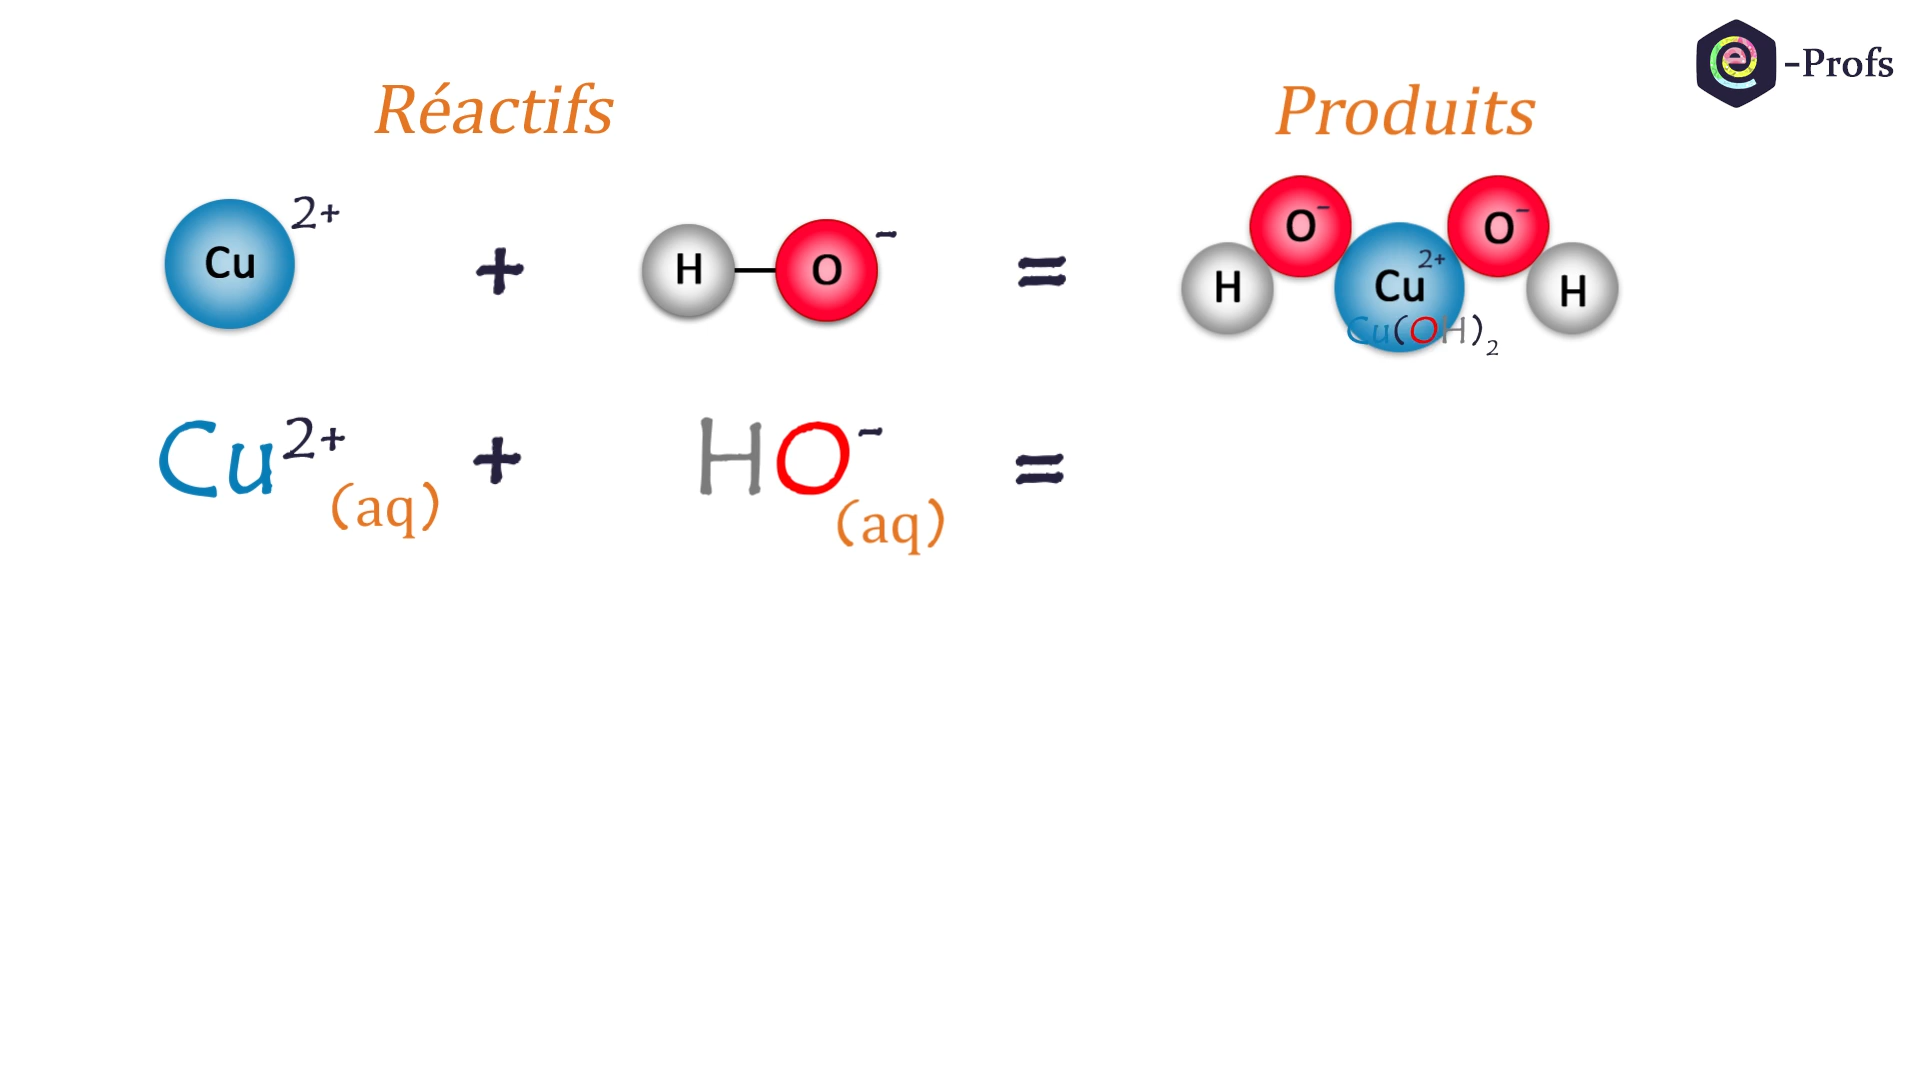 e-Profs
Réactifs Produits
Cu 2+ + H O - = H O - Cu 2+ O - H
Cu(OH)2
Cu2+ (aq) + HO- (aq) =